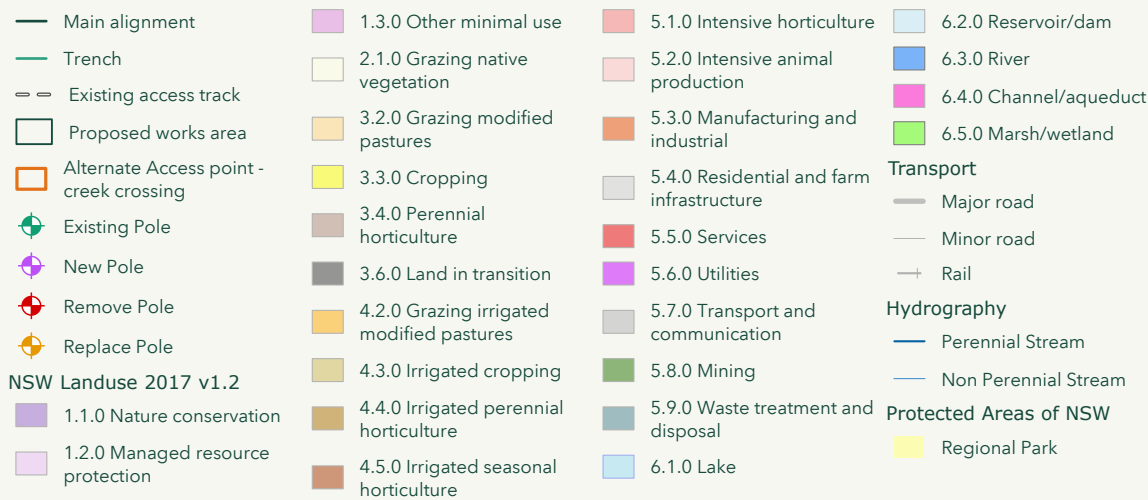 Main alignment
Trench
Existing access track
Proposed works area
Alternate Access point -
creek crossing
Existing Pole
New Pole
Remove Pole
Replace Pole
NSW Landuse 2017 v1.2
1.1.0 Nature conservation
1.2.0 Managed resource
protection
1.3.0 Other minimal use
2.1.0 Grazing native
vegetation
3.2.0 Grazing modified
pastures
3.3.0 Cropping
3.4.0 Perennial
horticulture
3.6.0 Land in transition
4.2.0 Grazing irrigated
modified pastures
4.3.0 Irrigated cropping
4.4.0 Irrigated perennial
horticulture
4.5.0 Irrigated seasonal
horticulture
5.1.0 Intensive horticulture
5.2.0 Intensive animal
production
5.3.0 Manufacturing and
industrial
5.4.0 Residential and farm
infrastructure
5.5.0 Services
5.6.0 Utilities
5.7.0 Transport and
communication
5.8.0 Mining
5.9.0 Waste treatment and
disposal
6.1.0 Lake
6.2.0 Reservoir/dam
6.3.0 River
6.4.0 Channel/aqueduct
6.5.0 Marsh/wetland
Transport
Major road
Minor road
Rail
Hydrography
Perennial Stream
Non Perennial Stream
Protected Areas of NSW
Regional Park